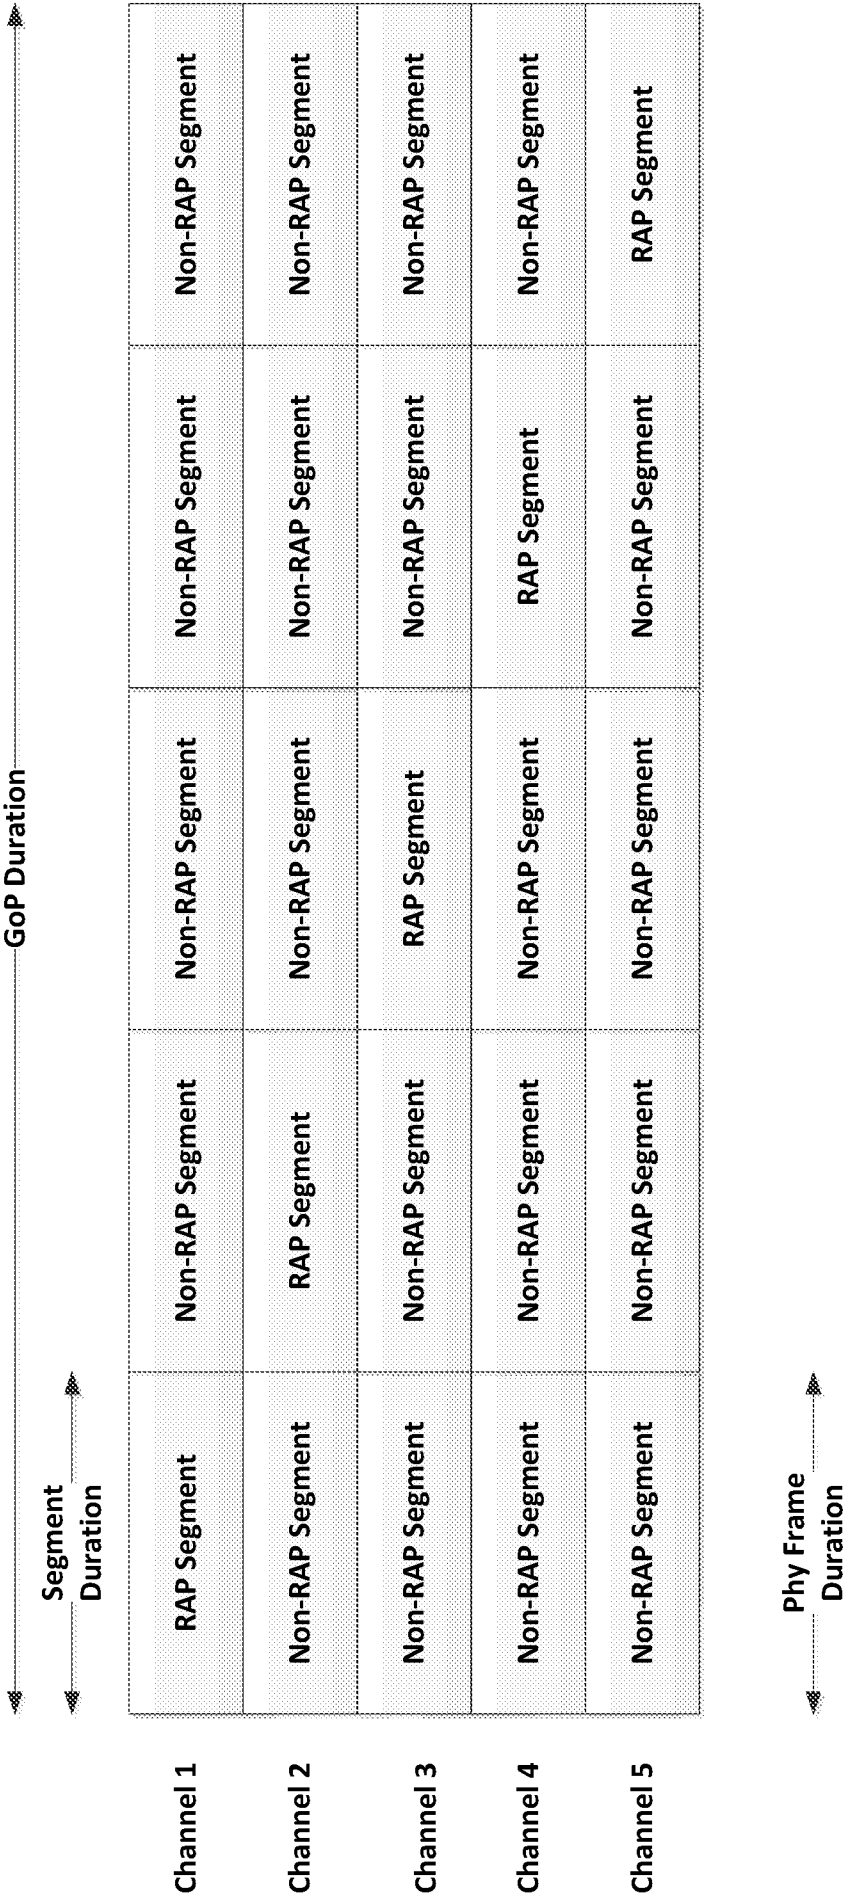 GoP Duration
Segment
Duration
Channel 1
RAP Segment
Non-RAP Segment
Non-RAP Segment
Non-RAP Segment
Non-RAP Segment
Channel 2
Non-RAP Segment
RAP Segment
Non-RAP Segment
Non-RAP Segment
Non-RAP Segment
Channel 3
Non-RAP Segment
Non-RAP Segment
RAP Segment
Non-RAP Segment
Non-RAP Segment
Channel 4
Non-RAP Segment
Non-RAP Segment
Non-RAP Segment
RAP Segment
Non-RAP Segment
Channel 5
Non-RAP Segment
Non-RAP Segment
Non-RAP Segment
Non-RAP Segment
RAP Segment
Phy Frame
Duration